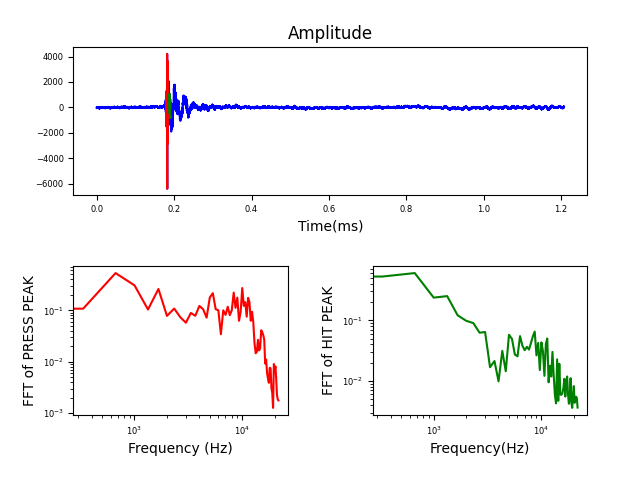 Amplitude
4000
2000
0
−2000
−4000
−6000
0.0 0.2 0.4 0.6 0.8 1.0 1.2
Time(ms)
FFT of PRESS PEAK
10⁻¹
10⁻²
10⁻³
10³ 10⁴
Frequency (Hz)
FFT of HIT PEAK
10⁻¹
10⁻²
10³ 10⁴
Frequency(Hz)